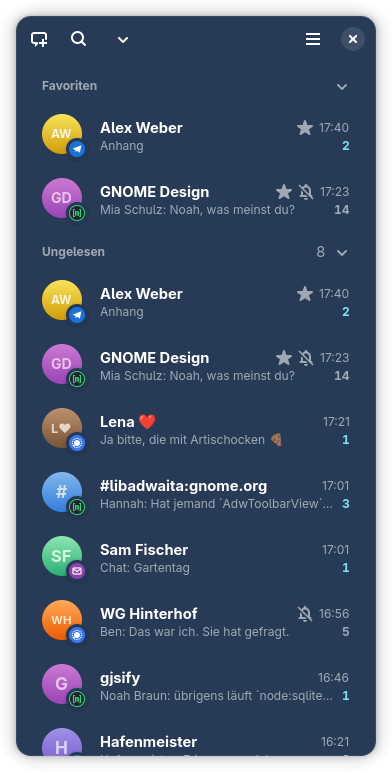 Favoriten
AW
Alex Weber
17:40
Anhang
2
GD
GNOME Design
17:23
Mia Schulz: Noah, was meinst du?
14
Ungelesen
8
AW
Alex Weber
17:40
Anhang
2
GD
GNOME Design
17:23
Mia Schulz: Noah, was meinst du?
14
L❤
Lena ❤️
17:21
Ja bitte, die mit Artischocken 🍕
1
#
#libadwaita:gnome.org
17:01
Hannah: Hat jemand `AdwToolbarView`…
3
SF
Sam Fischer
17:01
Chat: Gartentag
1
WH
WG Hinterhof
16:56
Ben: Das war ich. Sie hat gefragt.
5
G
gjsify
16:46
Noah Braun: übrigens läuft `node:sqlite…
1
H
Hafenmeister
16:21